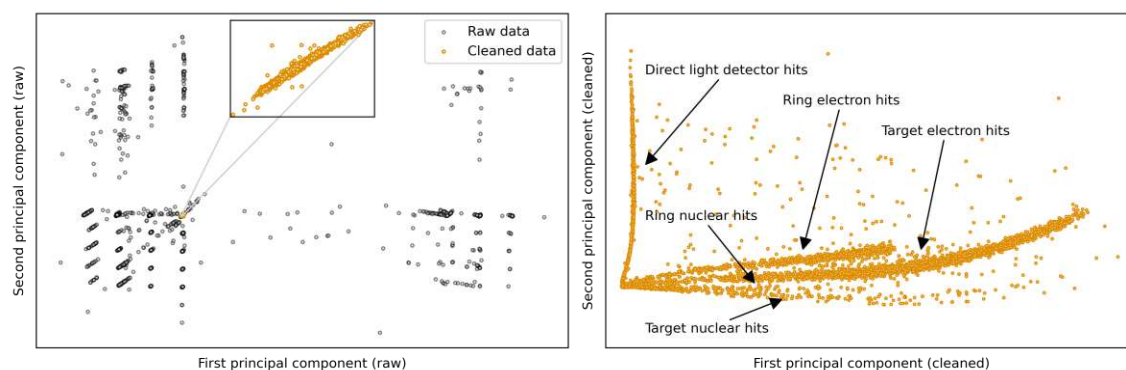 Second principal component (raw)
Raw data
Cleaned data
First principal component (raw)
Second principal component (cleaned)
Direct light detector hits
Ring electron hits
Target electron hits
RIng nuclear hits
Target nuclear hits
First principal component (cleaned)